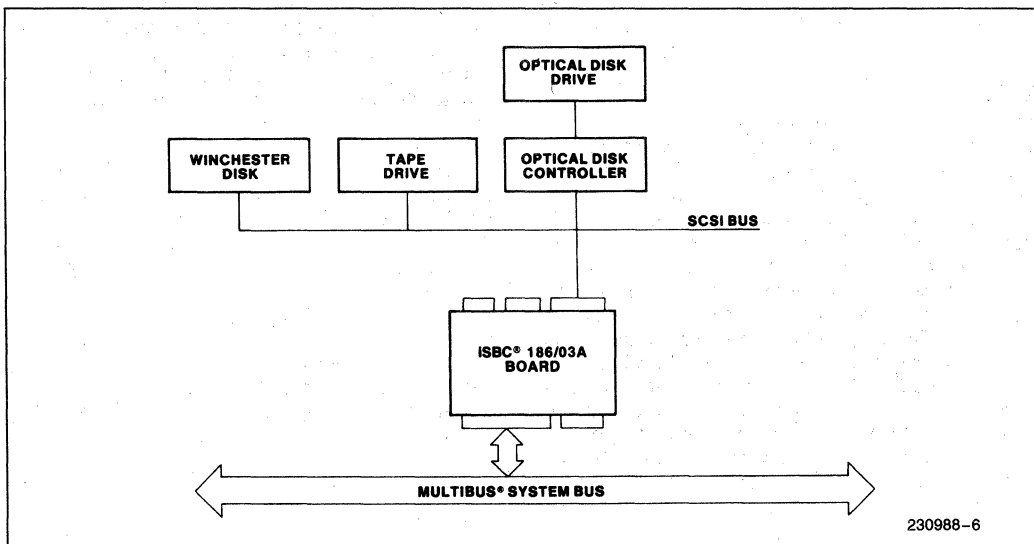 OPTICAL DISK
DRIVE
WINCHESTER
DISK
TAPE
DRIVE
OPTICAL DISK
CONTROLLER
SCSI BUS
iSBC® 186/03A
BOARD
MULTIBUS® SYSTEM BUS
230988-6